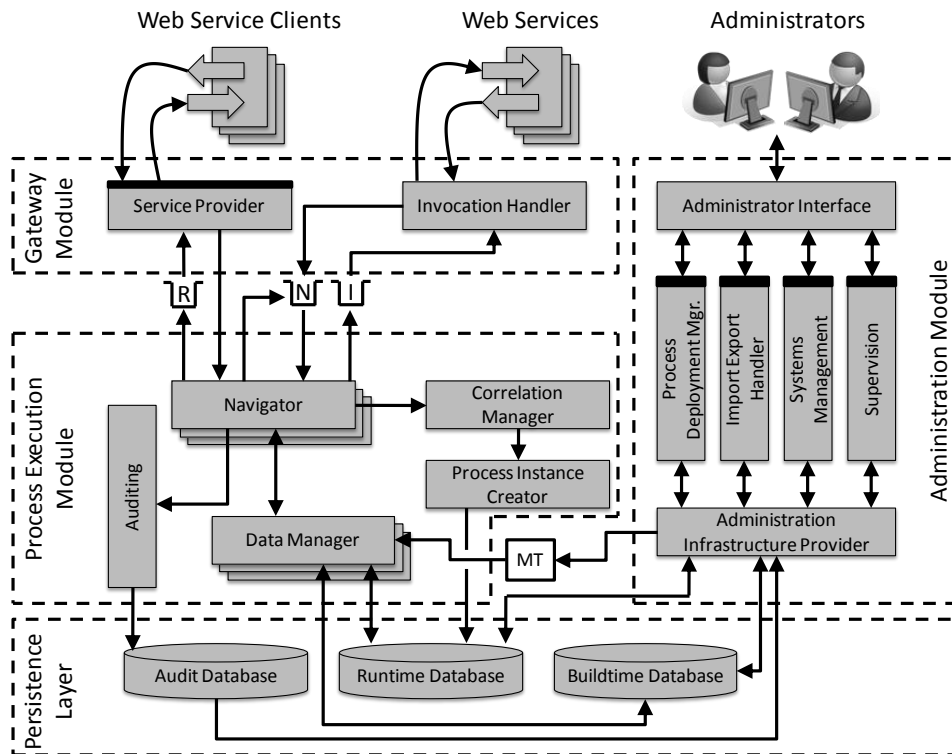 Web Service Clients
Web Services
Administrators
Gateway
Module
Service Provider
Invocation Handler
Administrator Interface
R
N
I
Process
Deployment Mgr.
Import Export
Handler
Systems
Management
Supervision
Administration Module
Process Execution
Module
Navigator
Correlation
Manager
Auditing
Process Instance
Creator
Data Manager
MT
Administration
Infrastructure Provider
Persistence
Layer
Audit Database
Runtime Database
Buildtime Database